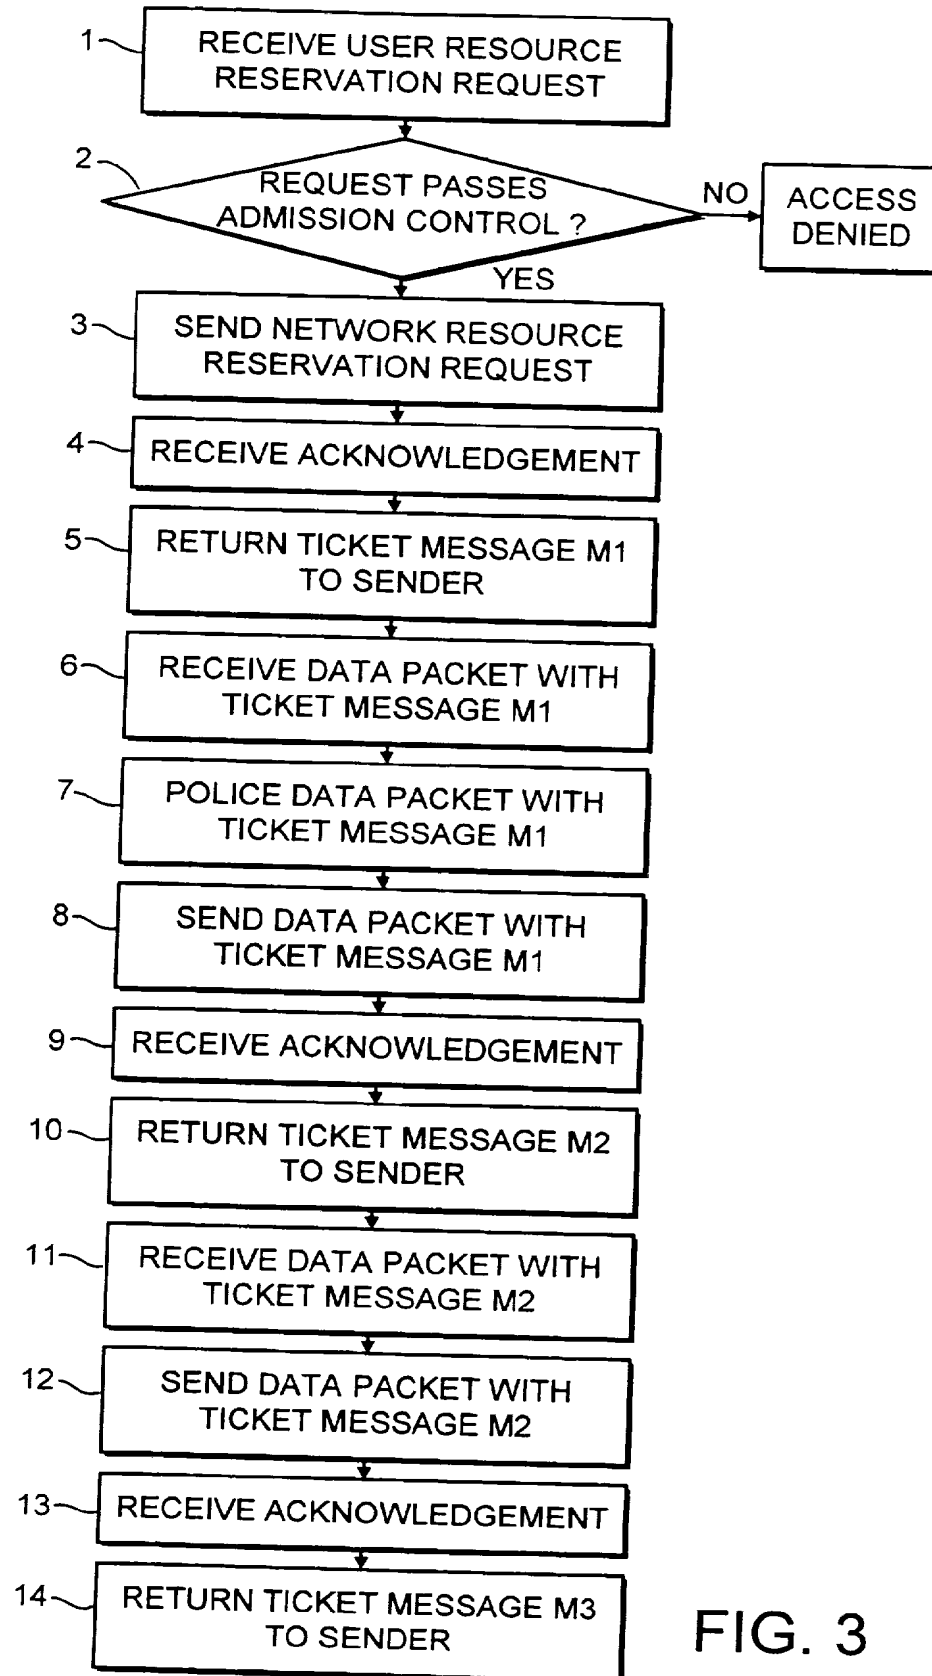 1
RECEIVE USER RESOURCE
RESERVATION REQUEST
2
REQUEST PASSES
ADMISSION CONTROL ?
NO
ACCESS
DENIED
YES
3
SEND NETWORK RESOURCE
RESERVATION REQUEST
4
RECEIVE ACKNOWLEDGEMENT
5
RETURN TICKET MESSAGE M1
TO SENDER
6
RECEIVE DATA PACKET WITH
TICKET MESSAGE M1
7
POLICE DATA PACKET WITH
TICKET MESSAGE M1
8
SEND DATA PACKET WITH
TICKET MESSAGE M1
9
RECEIVE ACKNOWLEDGEMENT
10
RETURN TICKET MESSAGE M2
TO SENDER
11
RECEIVE DATA PACKET WITH
TICKET MESSAGE M2
12
SEND DATA PACKET WITH
TICKET MESSAGE M2
13
RECEIVE ACKNOWLEDGEMENT
14
RETURN TICKET MESSAGE M3
TO SENDER
FIG. 3